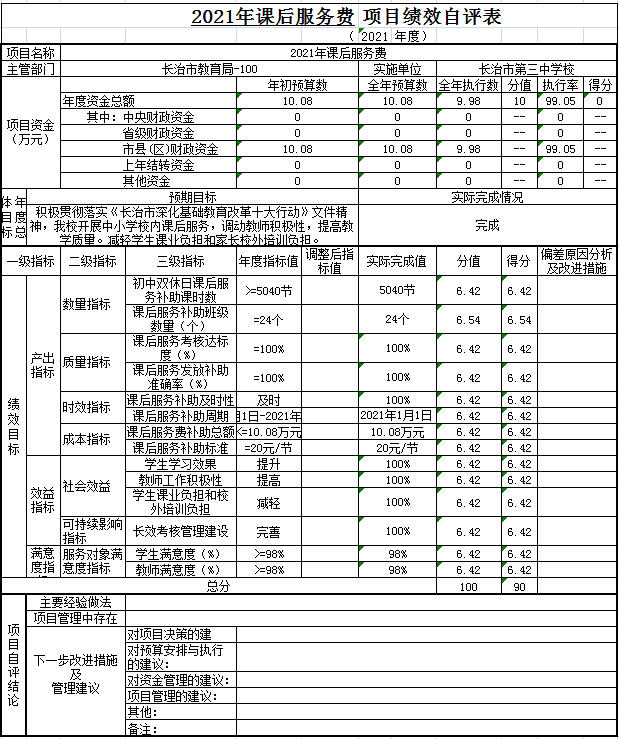 2021年课后服务费 项目绩效自评表
( 2021 年度)
项目名称 2021年课后服务费
主管部门 长治市教育局-100 实施单位 长治市第三中学校
项目资金（万元） 年初预算数 全年预算数 全年执行数 分值 执行率 得分
年度资金总额 10.08 10.08 9.98 10 99.05 0
其中：中央财政资金 0 0 0 -- 0 --
省级财政资金 0 0 0 -- 0 --
市县(区)财政资金 10.08 10.08 9.98 -- 99.05 --
上年结转资金 0 0 0 -- 0 --
其他资金 0 0 0 -- 0 --
年度总体目标 预期目标 实际完成情况
积极贯彻落实《长治市深化基础教育改革十大行动》文件精
神，我校开展中小学校内课后服务，调动教师积极性，提高教
学质量。减轻学生课业负担和家长校外培训负担。
完成
一级指标 二级指标 三级指标 年度指标值 调整后指标值 实际完成值 分值 得分 偏差原因分析及改进措施
绩效目标
产出指标
数量指标 初中双休日课后服务补助课时数 >=5040节 5040节 6.42 6.42
课后服务补助班级数量（个） =24个 24个 6.54 6.54
质量指标 课后服务考核达标度（%） =100% 100% 6.42 6.42
课后服务发放补助准确率（%） =100% 100% 6.42 6.42
时效指标 课后服务补助及时性 及时 100% 6.42 6.42
课后服务补助周期 月1日-2021年 2021年1月1日 6.42 6.42
成本指标 课后服务费补助总额 <=10.08万元 10.08万元 6.42 6.42
课后服务补助标准 =20元/节 20元/节 6.42 6.42
效益指标
社会效益 学生学习效果 提升 100% 6.42 6.42
教师工作积极性 提高 100% 6.42 6.42
学生课业负担和校外培训负担 减轻 100% 6.42 6.42
可持续影响指标 长效考核管理建设 完善 100% 6.42 6.42
满意度指
服务对象满意度指标 学生满意度（%） >=98% 98% 6.42 6.42
教师满意度（%） >=98% 98% 6.42 6.42
总分 100 90
项目自评结论
主要经验做法
项目管理中存在
下一步改进措施
及
管理建议
对项目决策的建
对预算安排与执行的建议：
对资金管理的建议：
项目管理的建议：
其他：
备注：